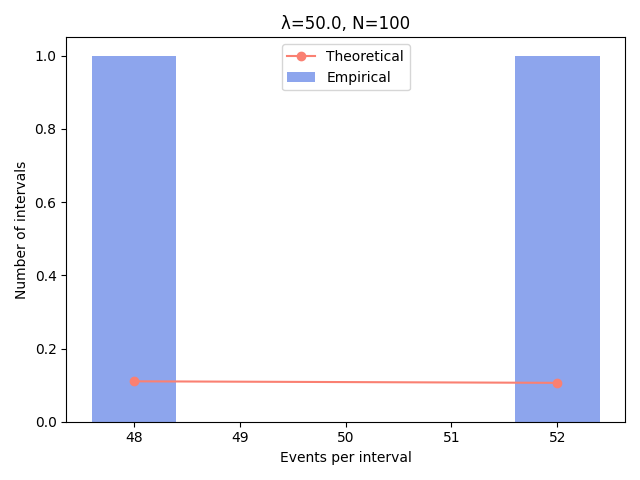 λ=50.0, N=100
Theoretical
Empirical
Number of intervals
1.0
0.8
0.6
0.4
0.2
0.0
48 49 50 51 52
Events per interval